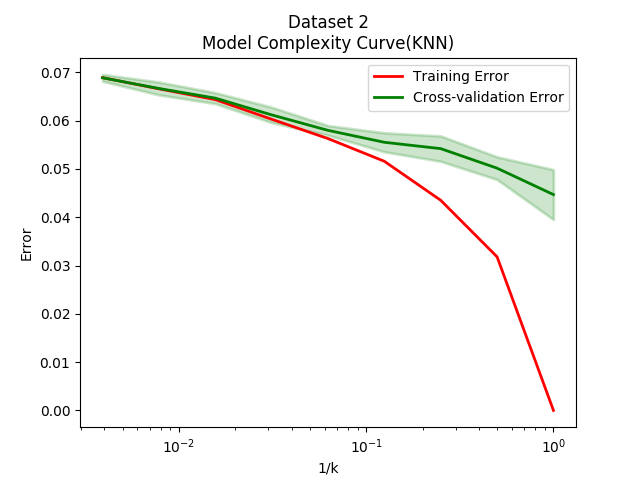 Dataset 2
Model Complexity Curve(KNN)
Training Error
Cross-validation Error
0.07
0.06
0.05
0.04
0.03
0.02
0.01
0.00
Error
10⁻²
10⁻¹
10⁰
1/k